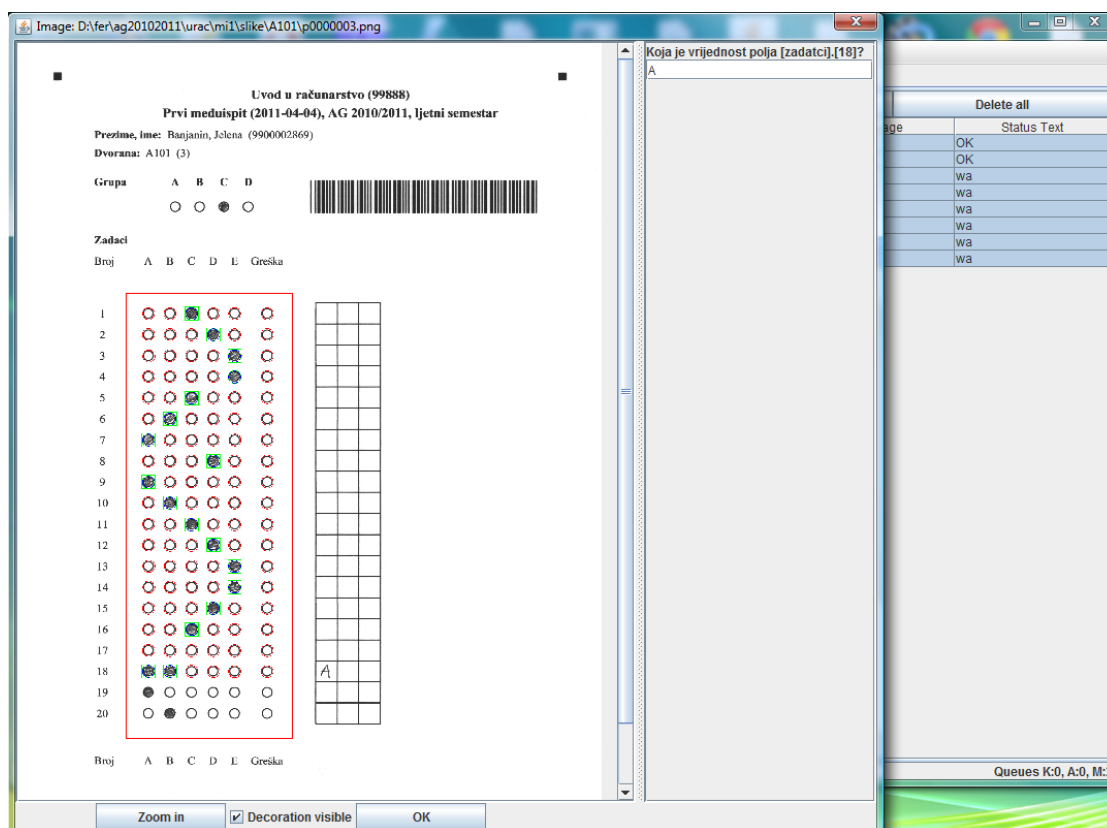 Image: D:\fer\ag20102011\urac\mi1\slike\A101\p0000003.png
Uvod u računarstvo (99888)
Prvi meduispit (2011-04-04), AG 2010/2011, ljetni semestar
Prezime, ime: Banjanin, Jelena (9900002869)
Dvorana: A101 (3)
Grupa A B C D
Zadaci
Broj A B C D E Greška
1
2
3
4
5
6
7
8
9
10
11
12
13
14
15
16
17
18 A
19
20
Broj A B C D E Greška
Zoom in
Decoration visible
OK
Koja je vrijednost polja [zadatci].[18]?
A
Delete all
age Status Text
OK
OK
wa
wa
wa
wa
wa
wa
Queues K:0, A:0, M: